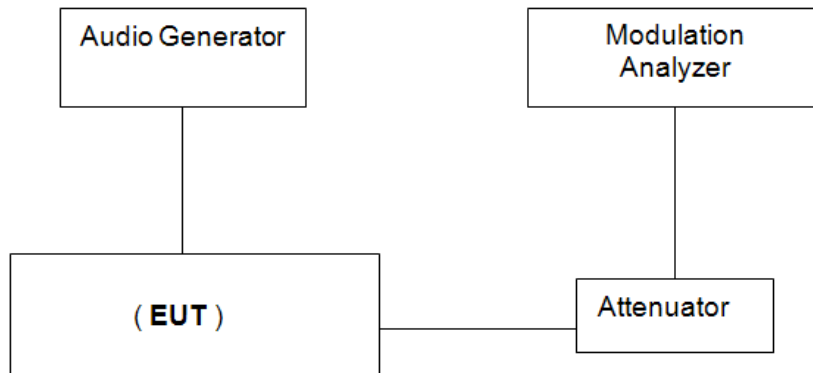 Audio Generator
Modulation
Analyzer
( EUT )
Attenuator